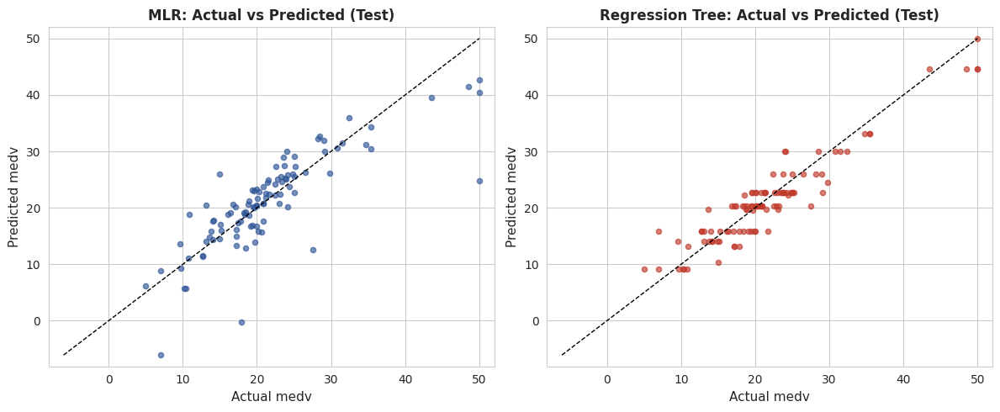 MLR: Actual vs Predicted (Test)
Predicted medv
50
40
30
20
10
0
0 10 20 30 40 50
Actual medv
Regression Tree: Actual vs Predicted (Test)
Predicted medv
50
40
30
20
10
0
0 10 20 30 40 50
Actual medv